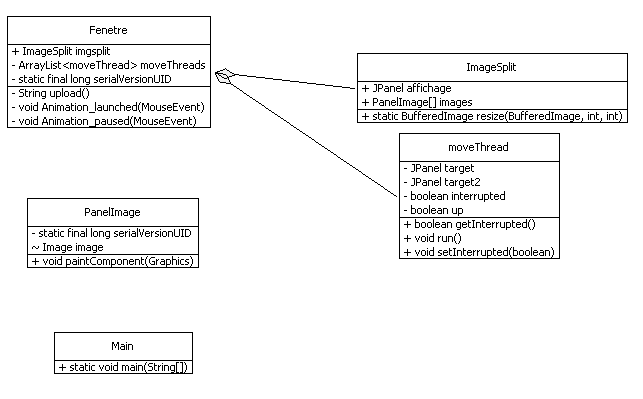 Fenetre
+ ImageSplit imgsplit
- ArrayList<moveThread> moveThreads
- static final long serialVersionUID
- String upload()
- void Animation_launched(MouseEvent)
- void Animation_paused(MouseEvent)
ImageSplit
+ JPanel affichage
+ PanelImage[] images
+ static BufferedImage resize(BufferedImage, int, int)
moveThread
- JPanel target
- JPanel target2
- boolean interrupted
- boolean up
+ boolean getInterrupted()
+ void run()
+ void setInterrupted(boolean)
PanelImage
- static final long serialVersionUID
~ Image image
+ void paintComponent(Graphics)
Main
+ static void main(String[])